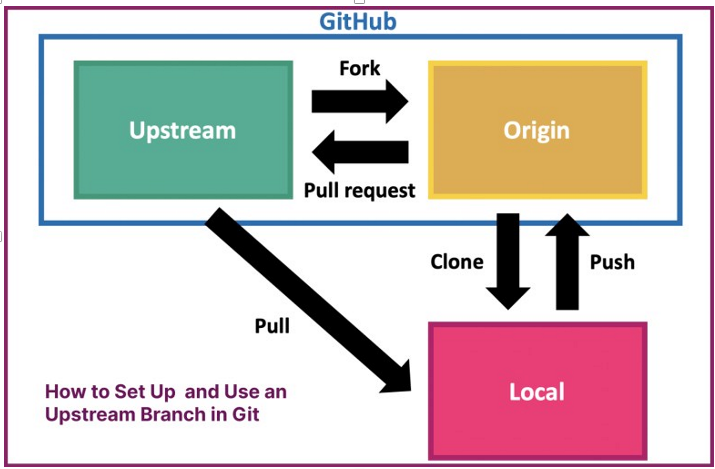 GitHub
Fork
Upstream
Origin
Pull request
Clone
Push
Pull
How to Set Up and Use an
Upstream Branch in Git
Local